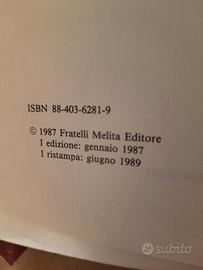 ISBN 88-403-6281-9
© 1987 Fratelli Melita Editore
1 edizione: gennaio 1987
1 ristampa: giugno 1989
subito